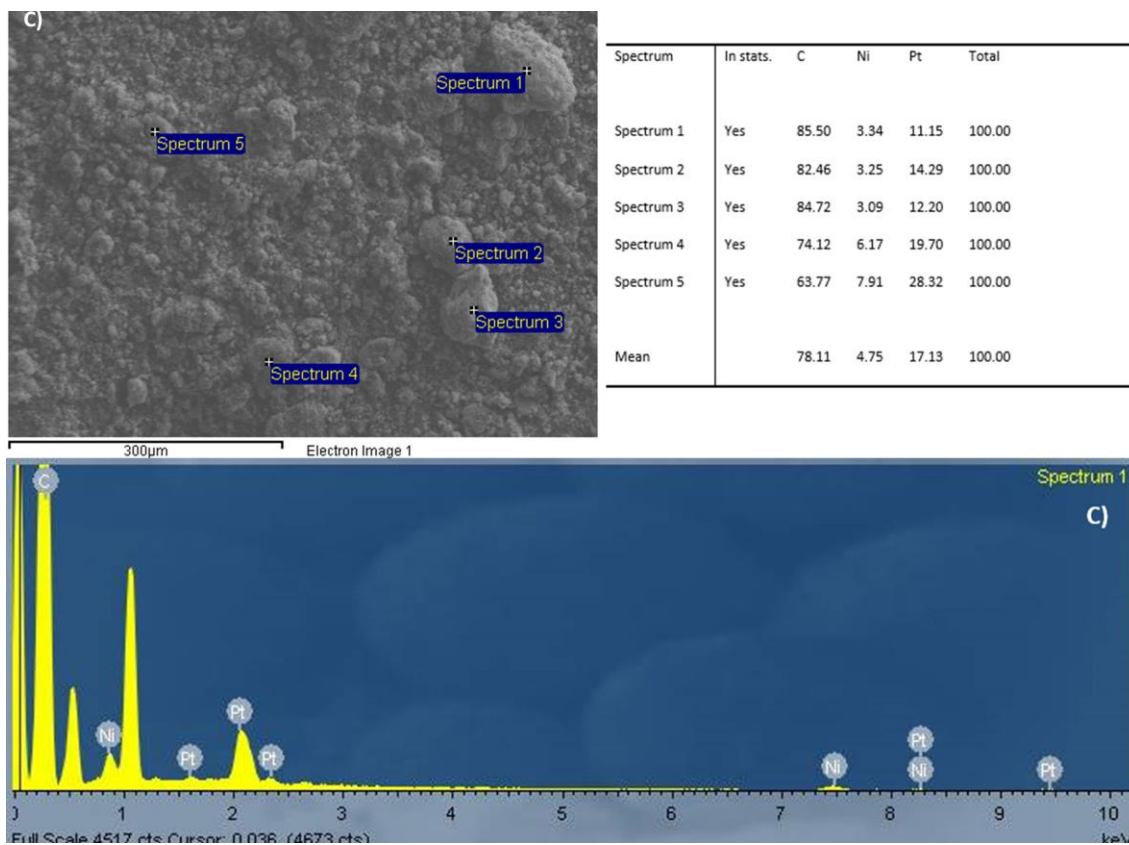 C)
Spectrum 1
Spectrum 5
Spectrum 2
Spectrum 3
Spectrum 4
300μm Electron Image 1
Spectrum In stats. C Ni Pt Total
Spectrum 1 Yes 85.50 3.34 11.15 100.00
Spectrum 2 Yes 82.46 3.25 14.29 100.00
Spectrum 3 Yes 84.72 3.09 12.20 100.00
Spectrum 4 Yes 74.12 6.17 19.70 100.00
Spectrum 5 Yes 63.77 7.91 28.32 100.00
Mean 78.11 4.75 17.13 100.00
Spectrum 1
C)
C
Ni
Pt
Pt
Pt
Ni
Pt
Ni
Pt
0 1 2 3 4 5 6 7 8 9 10
Full Scale 4517 cts Cursor: 0.036 (4673 cts) keV